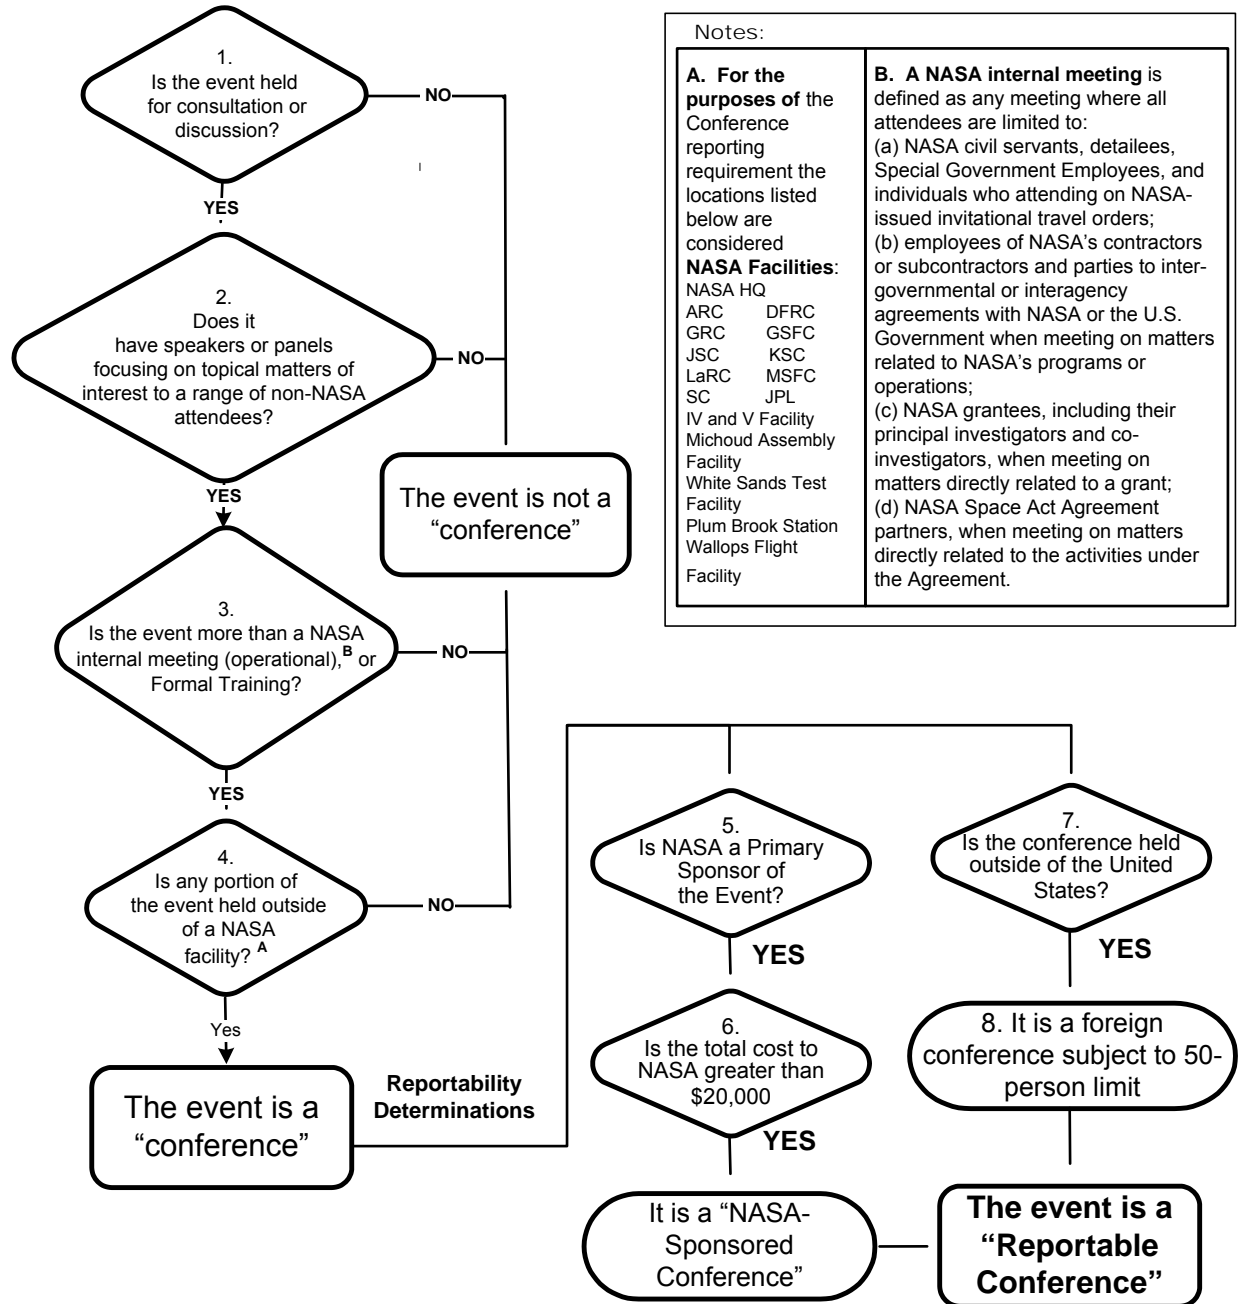 1.
Is the event held
for consultation or
discussion?
NO
YES
2.
Does it
have speakers or panels
focusing on topical matters of
interest to a range of non-NASA
attendees?
NO
YES
The event is not a
“conference”
3.
Is the event more than a NASA
internal meeting (operational),B or
Formal Training?
NO
YES
4.
Is any portion of
the event held outside
of a NASA
facility? A
NO
Yes
The event is a
“conference”
Reportability
Determinations
Notes:
A. For the
purposes of the
Conference
reporting
requirement the
locations listed
below are
considered
NASA Facilities:
NASA HQ
ARC DFRC
GRC GSFC
JSC KSC
LaRC MSFC
SC JPL
IV and V Facility
Michoud Assembly
Facility
White Sands Test
Facility
Plum Brook Station
Wallops Flight
Facility
B. A NASA internal meeting is
defined as any meeting where all
attendees are limited to:
(a) NASA civil servants, detailees,
Special Government Employees, and
individuals who attending on NASA-
issued invitational travel orders;
(b) employees of NASA’s contractors
or subcontractors and parties to inter-
governmental or interagency
agreements with NASA or the U.S.
Government when meeting on matters
related to NASA’s programs or
operations;
(c) NASA grantees, including their
principal investigators and co-
investigators, when meeting on
matters directly related to a grant;
(d) NASA Space Act Agreement
partners, when meeting on matters
directly related to the activities under
the Agreement.
5.
Is NASA a Primary
Sponsor of
the Event?
YES
6.
Is the total cost to
NASA greater than
$20,000
YES
It is a “NASA-
Sponsored
Conference”
7.
Is the conference held
outside of the United
States?
YES
8. It is a foreign
conference subject to 50-
person limit
The event is a
“Reportable
Conference”